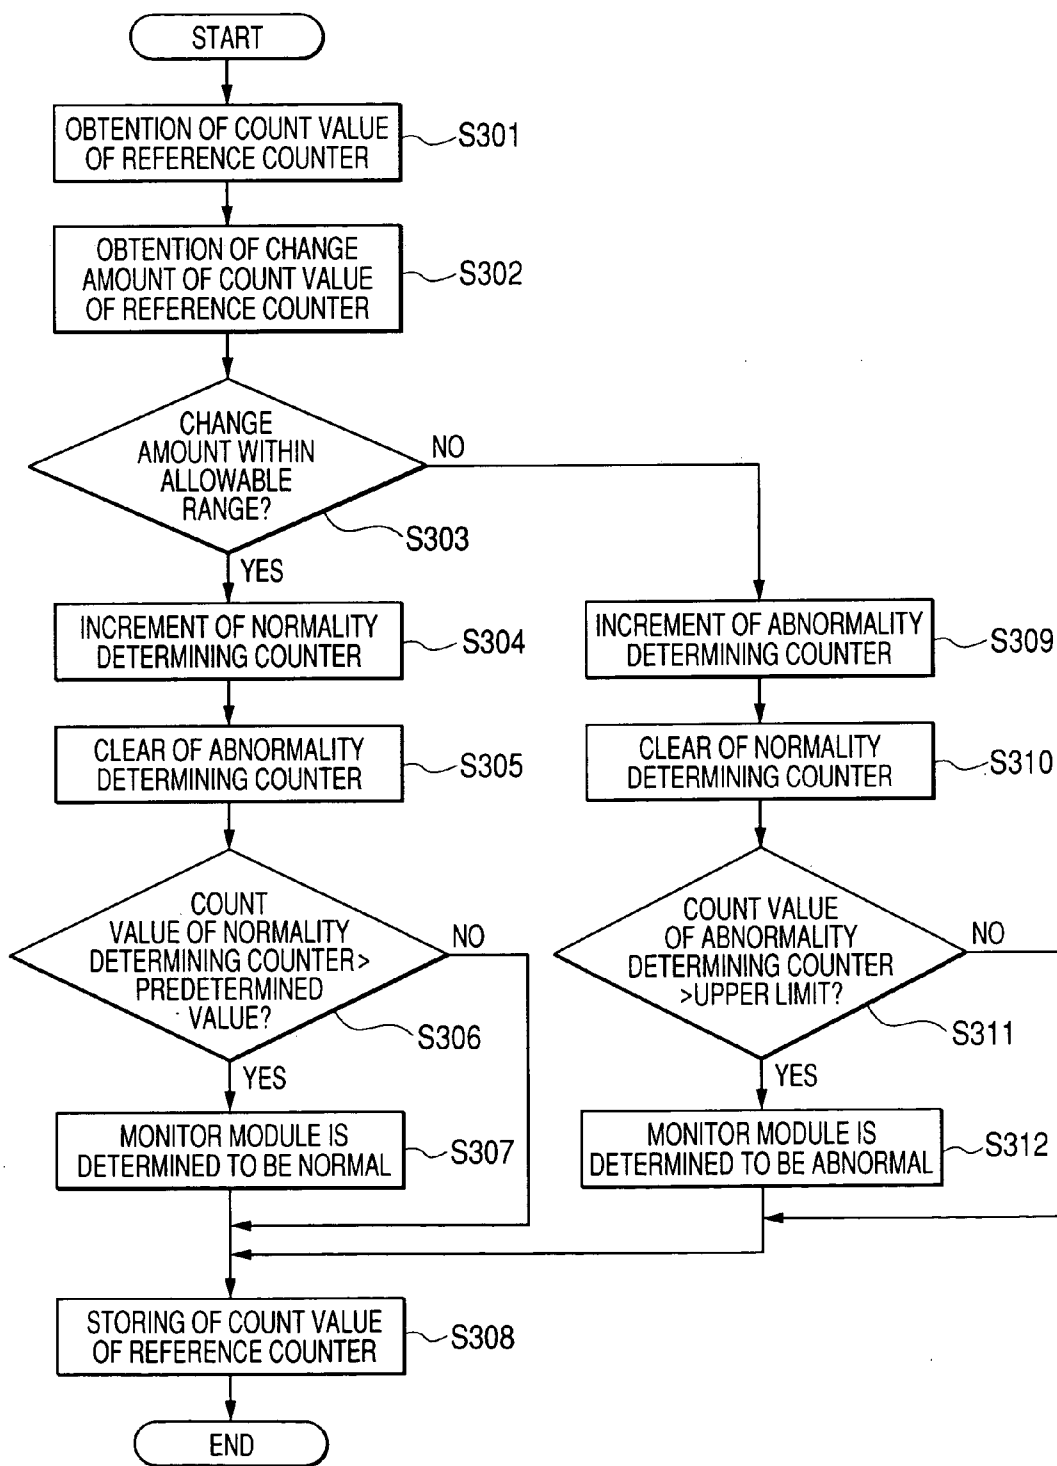 START
OBTENTION OF COUNT VALUE
OF REFERENCE COUNTER
S301
OBTENTION OF CHANGE
AMOUNT OF COUNT VALUE
OF REFERENCE COUNTER
S302
CHANGE
AMOUNT WITHIN
ALLOWABLE
RANGE?
NO
S303
YES
INCREMENT OF NORMALITY
DETERMINING COUNTER
S304
CLEAR OF ABNORMALITY
DETERMINING COUNTER
S305
COUNT
VALUE OF NORMALITY
DETERMINING COUNTER>
PREDETERMINED
VALUE?
NO
S306
YES
MONITOR MODULE IS
DETERMINED TO BE NORMAL
S307
INCREMENT OF ABNORMALITY
DETERMINING COUNTER
S309
CLEAR OF NORMALITY
DETERMINING COUNTER
S310
COUNT VALUE
OF ABNORMALITY
DETERMINING COUNTER
>UPPER LIMIT?
NO
S311
YES
MONITOR MODULE IS
DETERMINED TO BE ABNORMAL
S312
STORING OF COUNT VALUE
OF REFERENCE COUNTER
S308
END